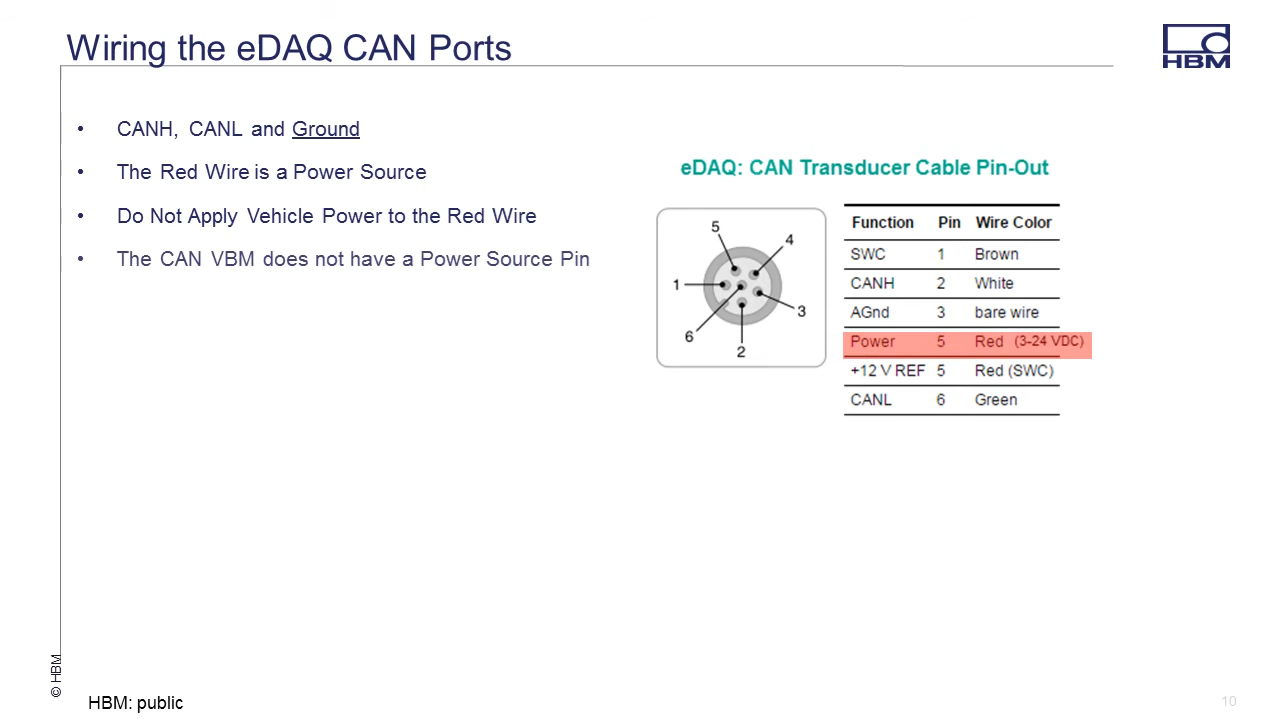 Wiring the eDAQ CAN Ports
HBM
• CANH, CANL and Ground
• The Red Wire is a Power Source
• Do Not Apply Vehicle Power to the Red Wire
• The CAN VBM does not have a Power Source Pin
eDAQ: CAN Transducer Cable Pin-Out
5
4
1
3
6
2
Function Pin Wire Color
SWC 1 Brown
CANH 2 White
AGnd 3 bare wire
Power 5 Red (3-24 VDC)
+12 V REF 5 Red (SWC)
CANL 6 Green
© HBM
HBM: public
10